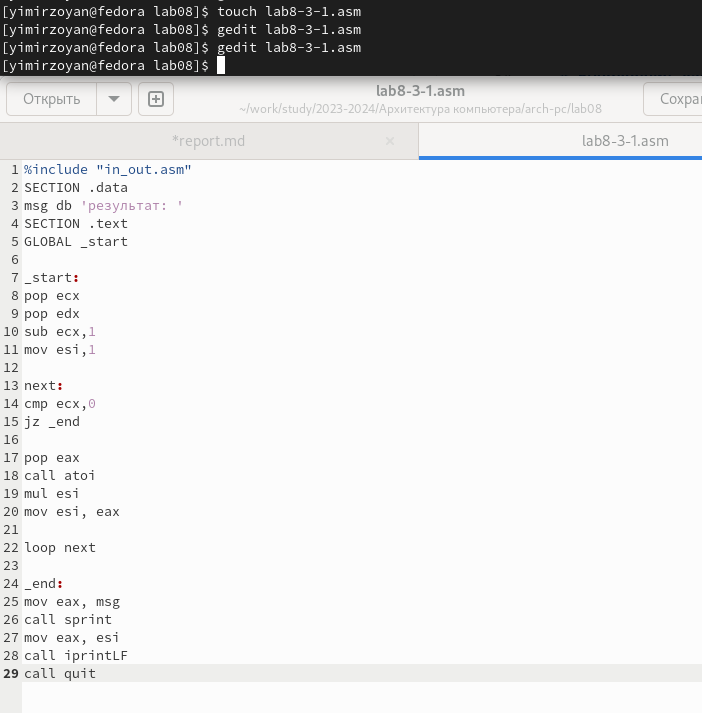 [yimirzoyan@fedora lab08]$ touch lab8-3-1.asm
[yimirzoyan@fedora lab08]$ gedit lab8-3-1.asm
[yimirzoyan@fedora lab08]$ gedit lab8-3-1.asm
[yimirzoyan@fedora lab08]$
Открыть
lab8-3-1.asm
Сохра
~/work/study/2023-2024/Архитектура компьютера/arch-pc/lab08
*report.md × lab8-3-1.asm
1 %include "in_out.asm"
2 SECTION .data
3 msg db 'результат: '
4 SECTION .text
5 GLOBAL _start
6
7 _start:
8 pop ecx
9 pop edx
10 sub ecx,1
11 mov esi,1
12
13 next:
14 cmp ecx,0
15 jz _end
16
17 pop eax
18 call atoi
19 mul esi
20 mov esi, eax
21
22 loop next
23
24 _end:
25 mov eax, msg
26 call sprint
27 mov eax, esi
28 call iprintLF
29 call quit